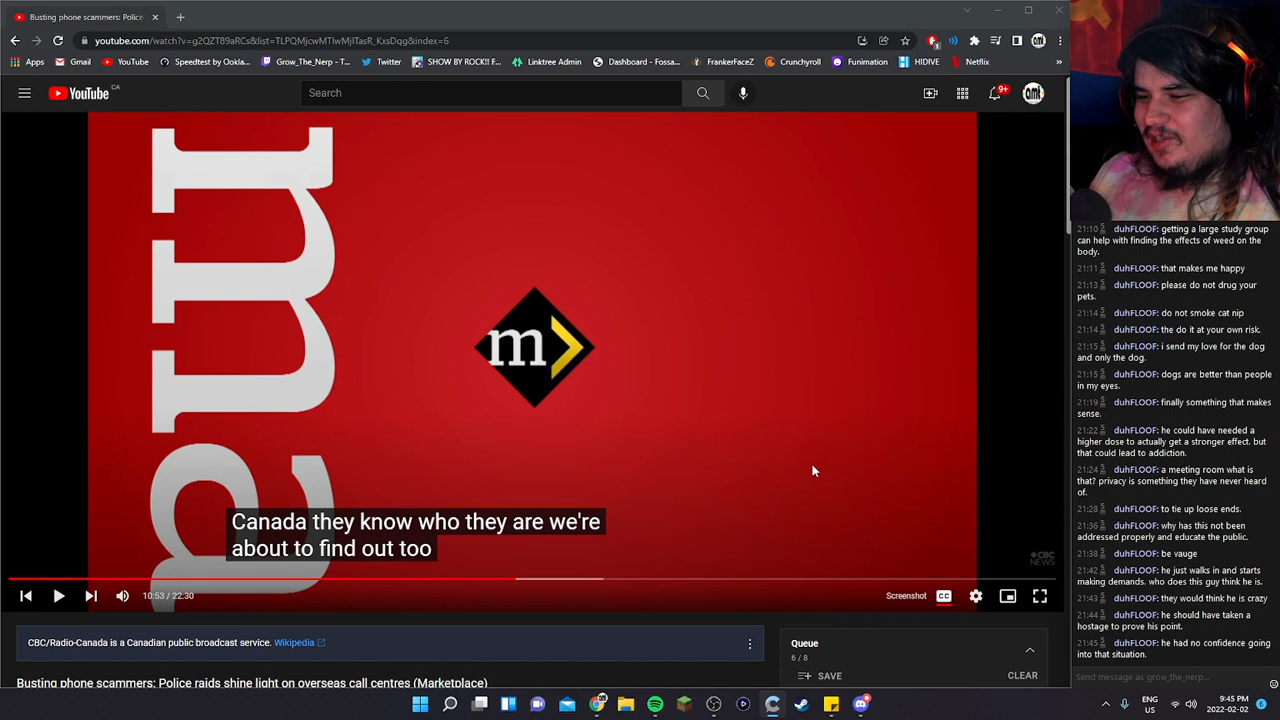 Busting phone scammers: Police
youtube.com/watch?v=g2QZT89aRCs&list=TLPQMjcwMTIwMjITasR_KxsDqg&index=6
Apps
Gmail
YouTube
Speedtest by Ookla...
Grow_The_Nerp - T...
Twitter
SHOW BY ROCK!! F...
Linktree Admin
Dashboard - Fossa...
FrankerFaceZ
Crunchyroll
Funimation
HIDIVE
Netflix
»
YouTube CA
Search
9+
amt
m
CBC NEWS
Canada they know who they are we're
about to find out too
10:53 / 22:30
Screenshot
CC
CBC/Radio-Canada is a Canadian public broadcast service. Wikipedia
Queue
6 / 8
SAVE
CLEAR
Busting phone scammers: Police raids shine light on overseas call centres (Marketplace)
21:10 duhFLOOF: getting a large study group
can help with finding the effects of weed on the
body.
21:11 duhFLOOF: that makes me happy
21:13 duhFLOOF: please do not drug your
pets.
21:14 duhFLOOF: do not smoke cat nip
21:14 duhFLOOF: the do it at your own risk.
21:15 duhFLOOF: i send my love for the dog
and only the dog.
21:15 duhFLOOF: dogs are better than people
in my eyes.
21:19 duhFLOOF: finally something that makes
sense.
21:22 duhFLOOF: he could have needed a
higher dose to actually get a stronger effect. but
that could lead to addiction.
21:24 duhFLOOF: a meeting room what is
that? privacy is something they have never heard
of.
21:28 duhFLOOF: to tie up loose ends.
21:36 duhFLOOF: why has this not been
addressed properly and educate the public.
21:38 duhFLOOF: be vauge
21:42 duhFLOOF: he just walks in and starts
making demands. who does this guy think he is.
21:43 duhFLOOF: they would think he is crazy
21:44 duhFLOOF: he should have taken a
hostage to prove his point.
21:45 duhFLOOF: he had no confidence going
into that situation.
Send message as grow_the_nerp...
ENG
US
9:45 PM
2022-02-02
6